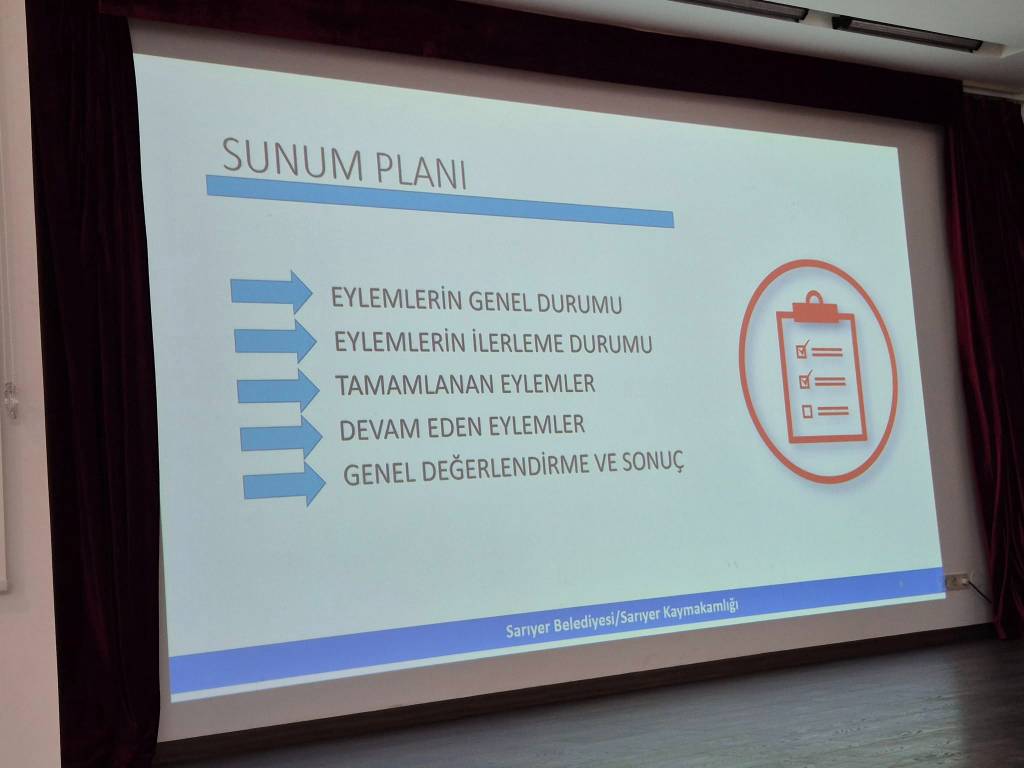 SUNUM PLANI
EYLEMLERİN GENEL DURUMU
EYLEMLERİN İLERLEME DURUMU
TAMAMLANAN EYLEMLER
DEVAM EDEN EYLEMLER
GENEL DEĞERLENDİRME VE SONUÇ
Sarıyer Belediyesi/Sarıyer Kaymakamlığı